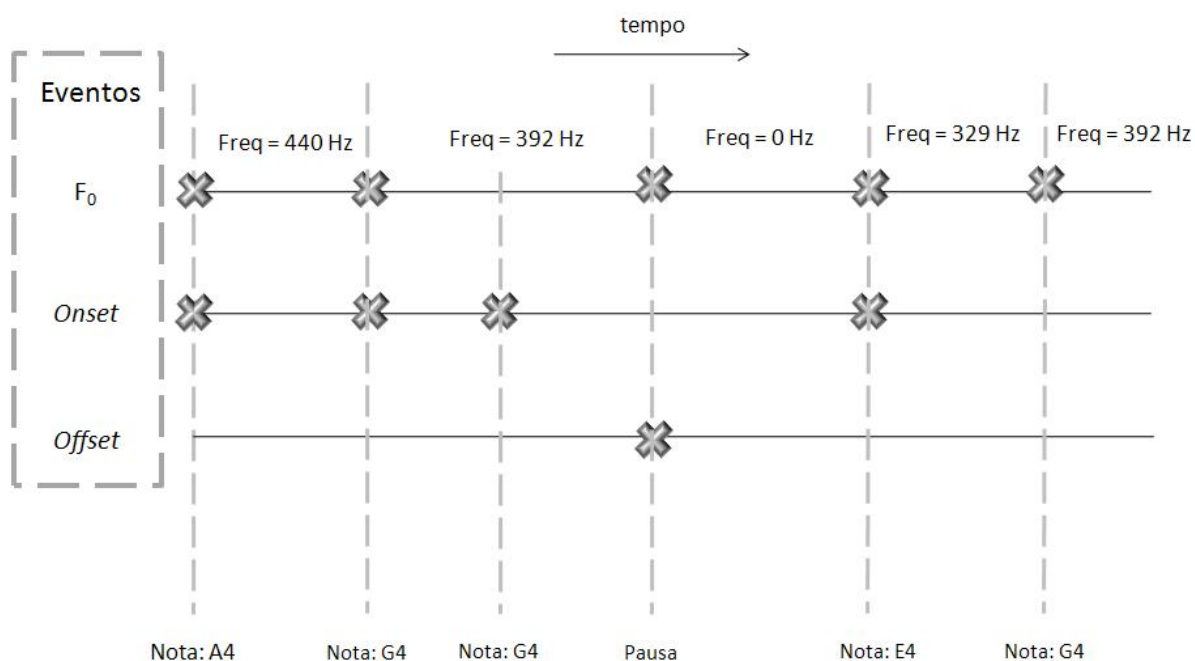 tempo
Eventos
Freq = 440 Hz
Freq = 392 Hz
Freq = 0 Hz
Freq = 329 Hz
Freq = 392 Hz
F0
Onset
Offset
Nota: A4
Nota: G4
Nota: G4
Pausa
Nota: E4
Nota: G4